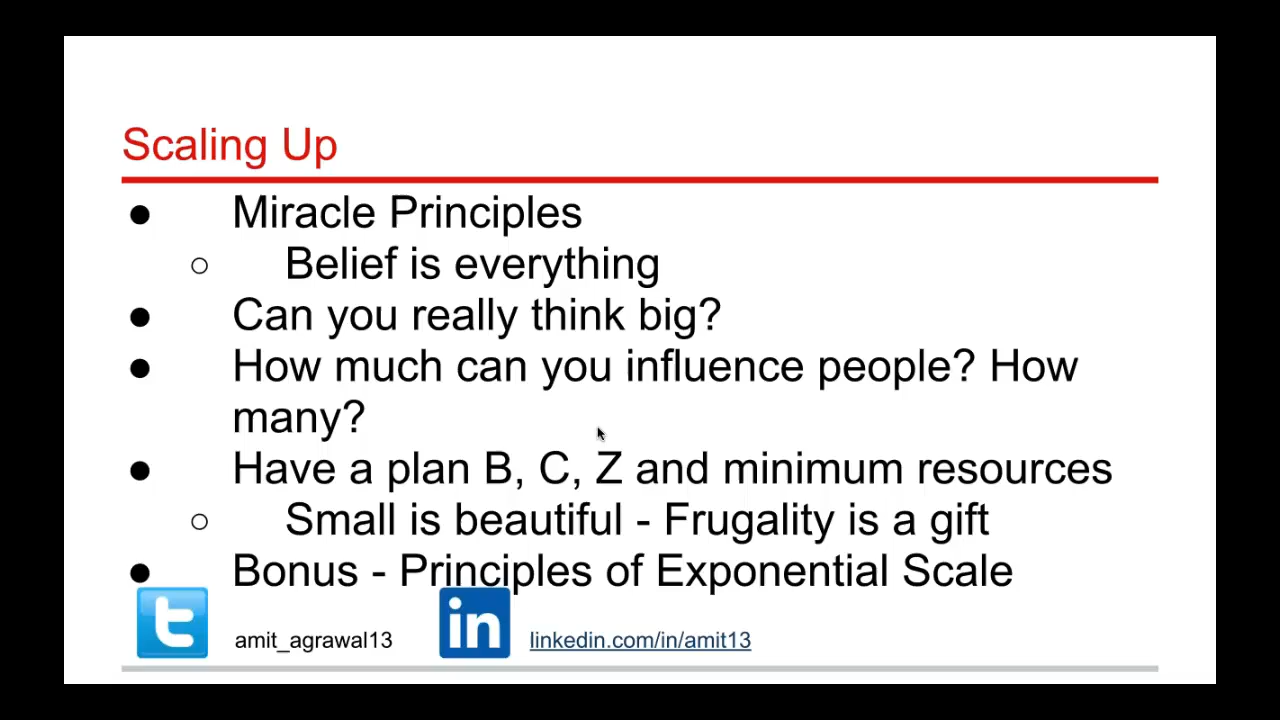 Scaling Up
● Miracle Principles
○ Belief is everything
● Can you really think big?
● How much can you influence people? How
many?
● Have a plan B, C, Z and minimum resources
○ Small is beautiful - Frugality is a gift
● Bonus - Principles of Exponential Scale
t amit_agrawal13 in linkedin.com/in/amit13